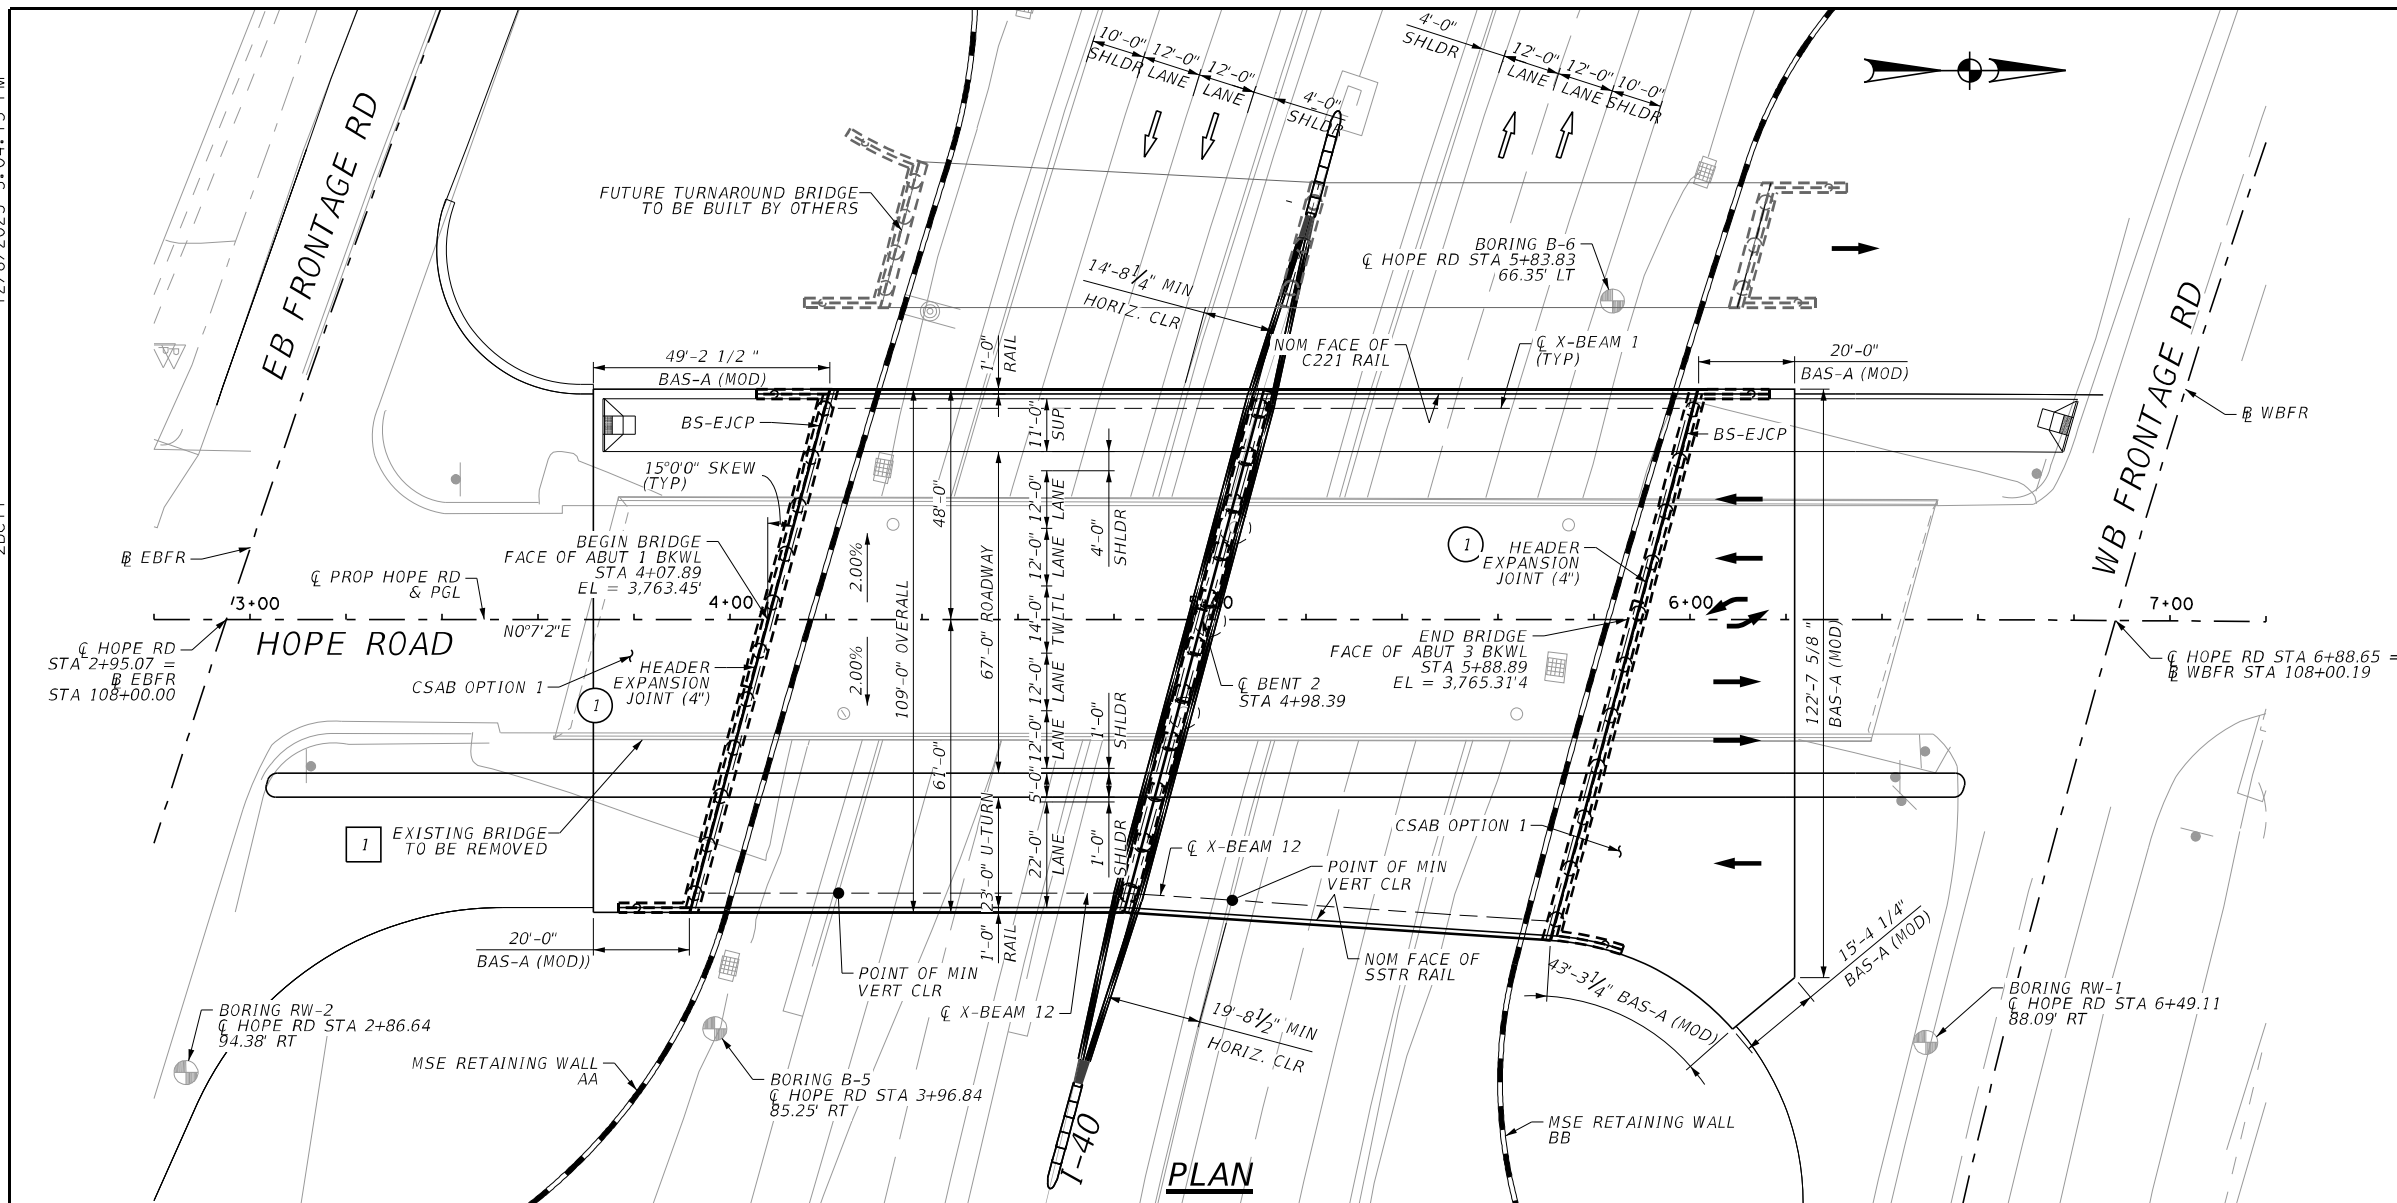 4'-0"
SHLDR
12'-0"
LANE
12'-0"
LANE
10'-0"
SHLDR
10'-0"
SHLDR
12'-0"
LANE
12'-0"
LANE
4'-0"
SHLDR
EB FRONTAGE RD
FUTURE TURNAROUND BRIDGE
TO BE BUILT BY OTHERS
BORING B-6
℄ HOPE RD STA 5+83.83
66.35' LT
14'-8 1/4" MIN
HORIZ. CLR
WB FRONTAGE RD
49'-2 1/2 "
BAS-A (MOD)
1'-0"
RAIL
NOM FACE OF
C221 RAIL
℄ X-BEAM 1
(TYP)
20'-0"
BAS-A (MOD)
BS-EJCP
11'-0"
SUP
BS-EJCP
℄ WBFR
15°0'0" SKEW
(TYP)
48'-0"
12'-0"
LANE
4'-0"
SHLDR
BEGIN BRIDGE
FACE OF ABUT 1 BKWL
STA 4+07.89
EL = 3,763.45'
2.00%
67'-0" ROADWAY
12'-0"
LANE
1
HEADER
EXPANSION
JOINT (4")
℄ EBFR
℄ PROP HOPE RD
& PGL
3+00
4+00
6+00
7+00
HOPE ROAD
N0°7'2"E
14'-0"
TWLTL
109'-0" OVERALL
2.00%
℄ HOPE RD
STA 2+95.07 =
℄ EBFR
STA 108+00.00
CSAB OPTION 1
HEADER
EXPANSION
JOINT (4")
1
END BRIDGE
FACE OF ABUT 3 BKWL
STA 5+88.89
EL = 3,765.31'4
℄ BENT 2
STA 4+98.39
℄ HOPE RD STA 6+88.65 =
℄ WBFR STA 108+00.19
122'-7 5/8 "
BAS-A (MOD)
12'-0"
LANE
12'-0"
LANE
61'-0"
1'-0"
SHLDR
5'-0"
1
EXISTING BRIDGE
TO BE REMOVED
23'-0" U-TURN
22'-0"
LANE
1'-0"
SHLDR
℄ X-BEAM 12
CSAB OPTION 1
POINT OF MIN
VERT CLR
20'-0"
BAS-A (MOD))
1'-0"
RAIL
POINT OF MIN
VERT CLR
NOM FACE OF
SSTR RAIL
15'-4 1/4"
BAS-A (MOD)
43'-3 1/4" BAS-A (MOD)
BORING RW-2
℄ HOPE RD STA 2+86.64
94.38' RT
℄ X-BEAM 12
19'-8 1/2" MIN
HORIZ. CLR
BORING RW-1
℄ HOPE RD STA 6+49.11
88.09' RT
MSE RETAINING WALL
AA
BORING B-5
℄ HOPE RD STA 3+96.84
85.25' RT
I-40
MSE RETAINING WALL
BB
PLAN